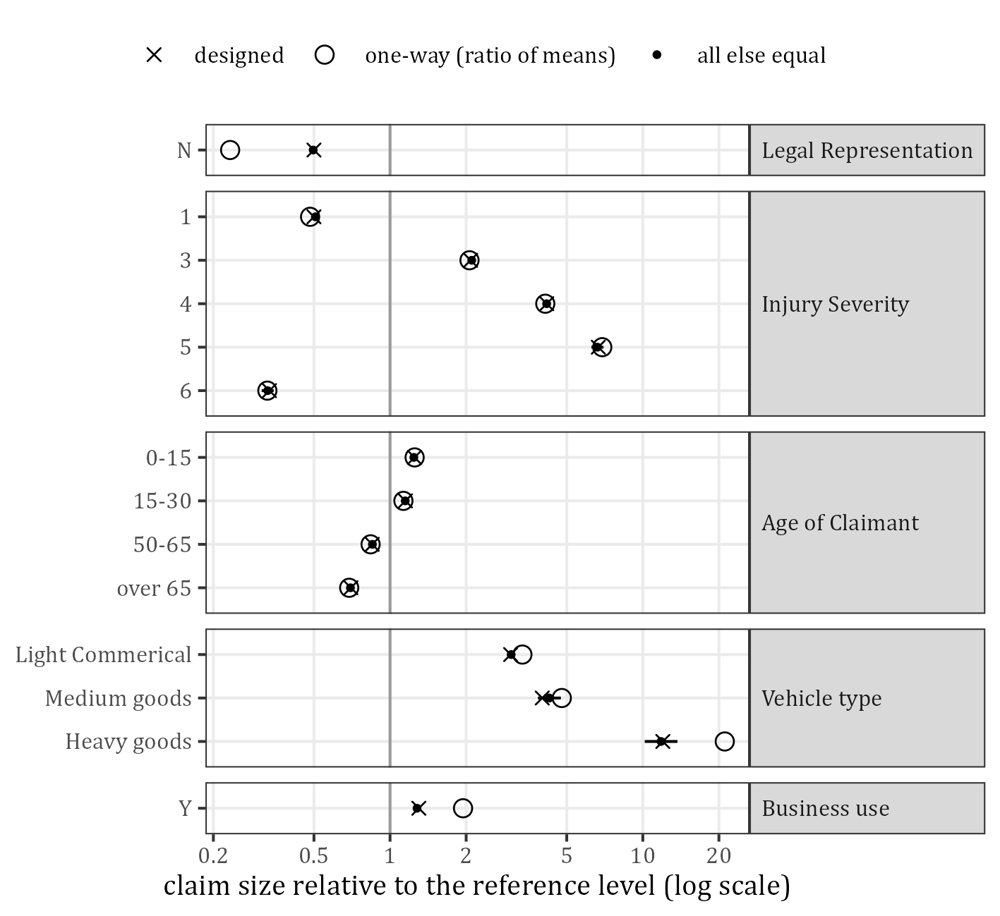 designed one-way (ratio of means) all else equal
N
Legal Representation
1
3
4
5
6
Injury Severity
0-15
15-30
50-65
over 65
Age of Claimant
Light Commerical
Medium goods
Heavy goods
Vehicle type
Y
Business use
0.2 0.5 1 2 5 10 20
claim size relative to the reference level (log scale)